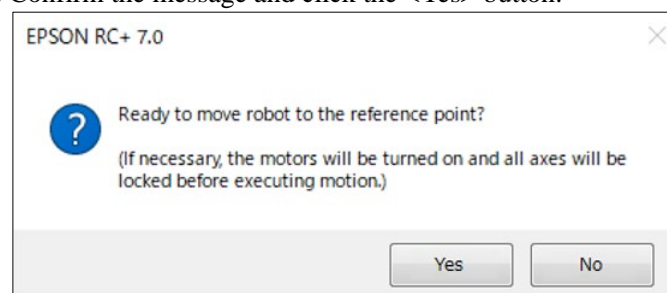 Confirm the message and click the <Yes> button.
EPSON RC+ 7.0
Ready to move robot to the reference point?
(If necessary, the motors will be turned on and all axes will be
locked before executing motion.)
Yes
No